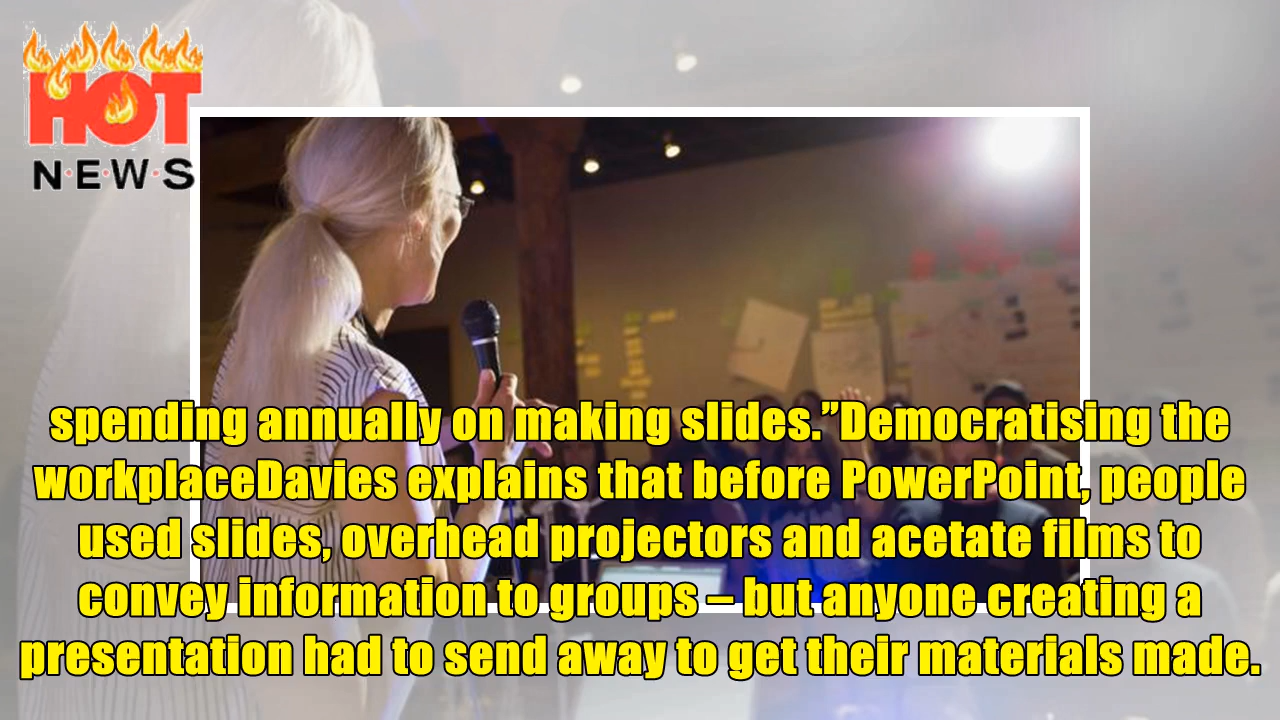 HOT
N·E·W·S
spending annually on making slides.”Democratising the
workplaceDavies explains that before PowerPoint, people
used slides, overhead projectors and acetate films to
convey information to groups – but anyone creating a
presentation had to send away to get their materials made.